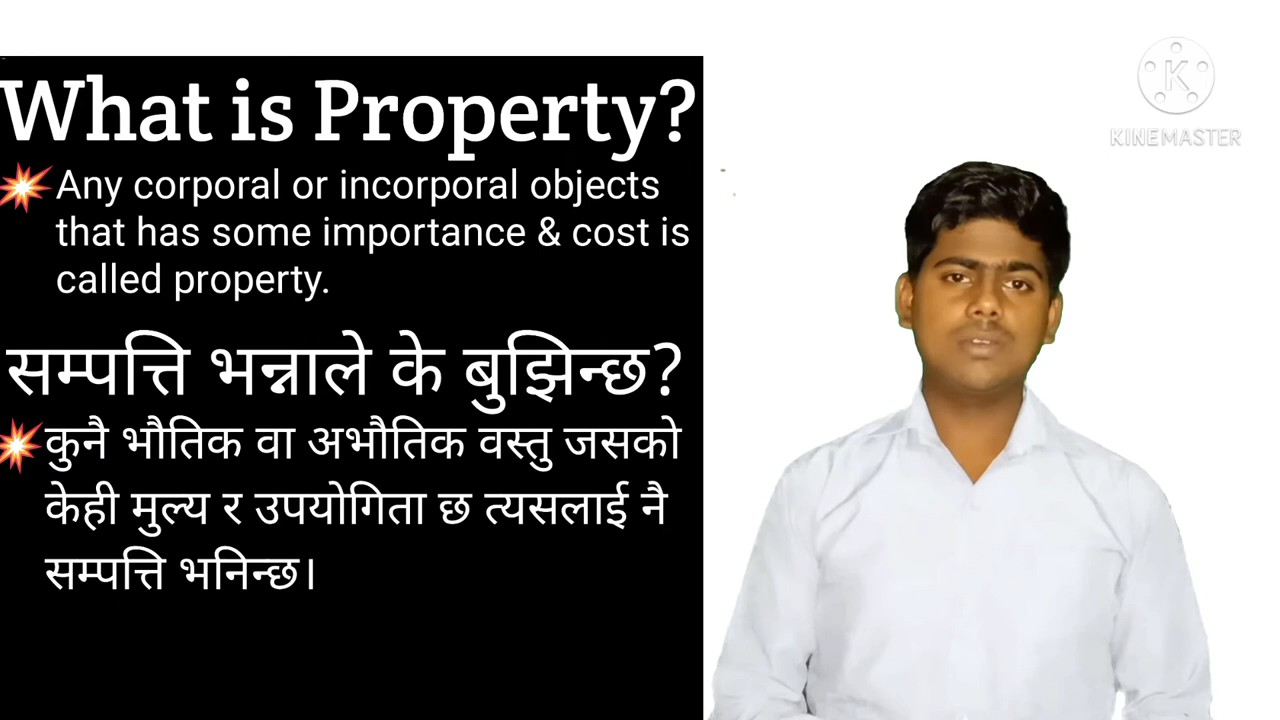 What is Property?
Any corporal or incorporal objects
that has some importance & cost is
called property.
सम्पत्ति भन्नाले के बुझिन्छ?
कुनै भौतिक वा अभौतिक वस्तु जसको
केही मुल्य र उपयोगिता छ त्यसलाई नै
सम्पत्ति भनिन्छ।
K
KINEMASTER